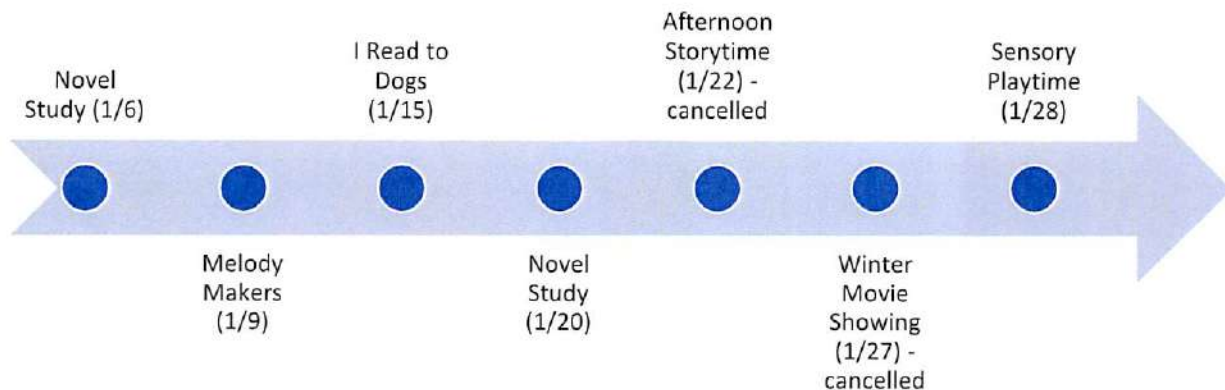 Novel
Study (1/6)
Melody
Makers
(1/9)
I Read to
Dogs
(1/15)
Novel
Study
(1/20)
Afternoon
Storytime
(1/22) -
cancelled
Winter
Movie
Showing
(1/27) -
cancelled
Sensory
Playtime
(1/28)